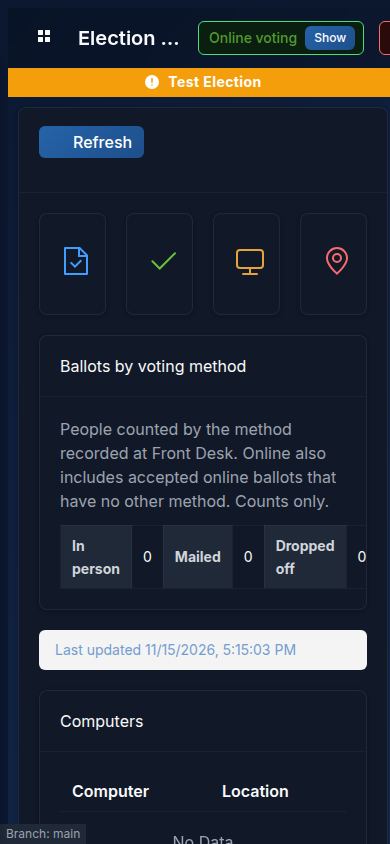 Election ...
Online voting
Show
Test Election
Refresh
Ballots by voting method
People counted by the method
recorded at Front Desk. Online also
includes accepted online ballots that
have no other method. Counts only.
In person 0 Mailed 0 Dropped off 0
Last updated 11/15/2026, 5:15:03 PM
Computers
Computer Location
No Data
Branch: main